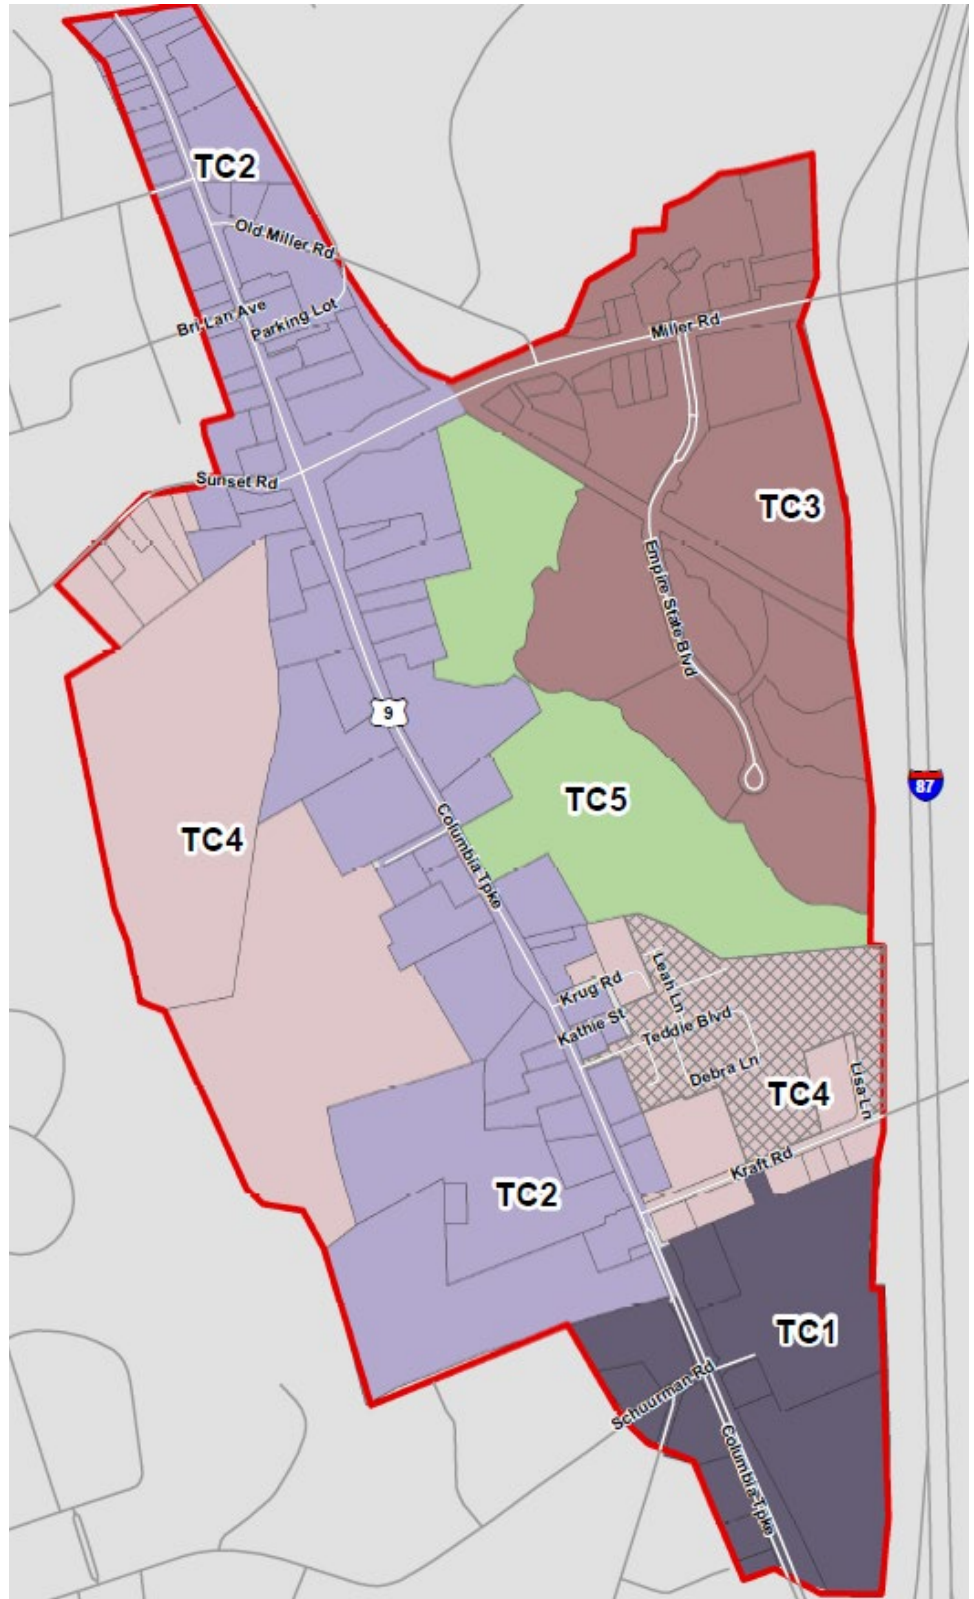 TC2
Old Miller Rd
Bri Lan Ave
Parking Lot
Miller Rd
Sunset Rd
TC3
Empire State Blvd
9
87
TC5
TC4
Columbia Tpke
Leah Ln
Krug Rd
Kathie St
Teddie Blvd
Debra Ln
Lisa Ln
TC4
Kraft Rd
TC2
TC1
Schuurman Rd
Columbia Tpke